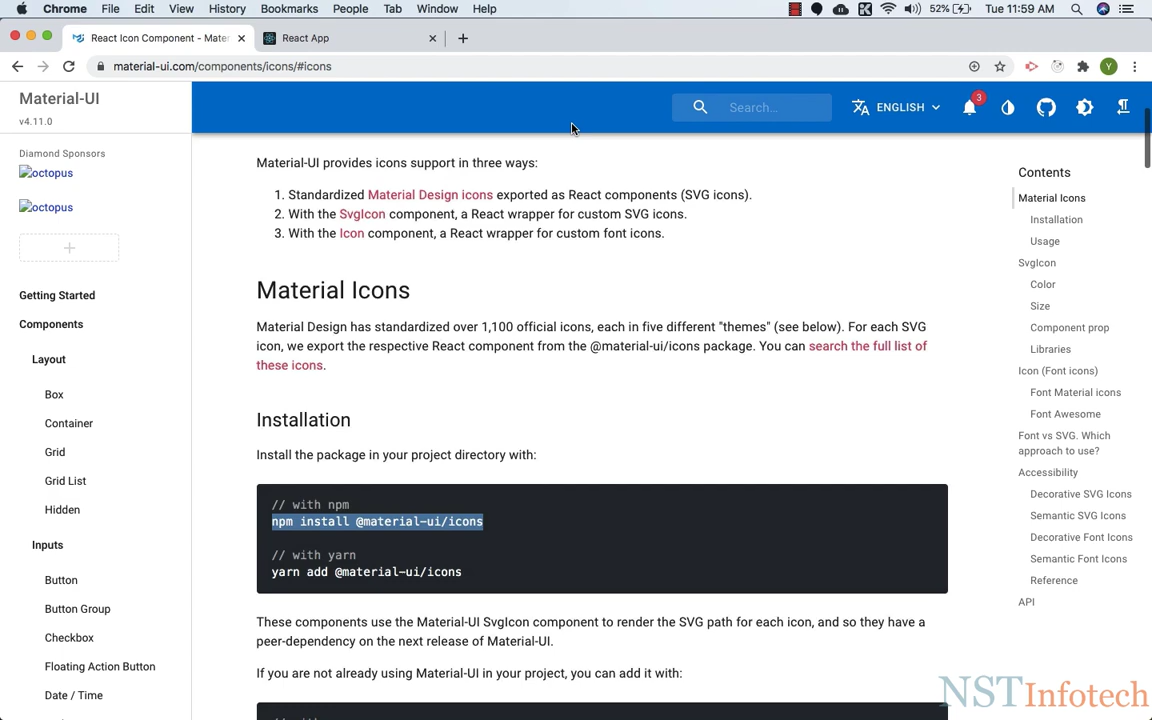 Chrome File Edit View History Bookmarks People Tab Window Help 52% Tue 11:59 AM
React Icon Component - Mater React App
material-ui.com/components/icons/#icons Y
Material-UI
v4.11.0
Search…
ENGLISH
3
Diamond Sponsors
octopus
octopus
Getting Started
Components
Layout
Box
Container
Grid
Grid List
Hidden
Inputs
Button
Button Group
Checkbox
Floating Action Button
Date / Time
Material-UI provides icons support in three ways:
1. Standardized Material Design icons exported as React components (SVG icons).
2. With the SvgIcon component, a React wrapper for custom SVG icons.
3. With the Icon component, a React wrapper for custom font icons.
Material Icons
Material Design has standardized over 1,100 official icons, each in five different "themes" (see below). For each SVG
icon, we export the respective React component from the @material-ui/icons package. You can search the full list of
these icons.
Installation
Install the package in your project directory with:
// with npm
npm install @material-ui/icons
// with yarn
yarn add @material-ui/icons
These components use the Material-UI SvgIcon component to render the SVG path for each icon, and so they have a
peer-dependency on the next release of Material-UI.
If you are not already using Material-UI in your project, you can add it with:
Contents
Material Icons
Installation
Usage
SvgIcon
Color
Size
Component prop
Libraries
Icon (Font icons)
Font Material icons
Font Awesome
Font vs SVG. Which
approach to use?
Accessibility
Decorative SVG Icons
Semantic SVG Icons
Decorative Font Icons
Semantic Font Icons
Reference
API
NSTInfotech